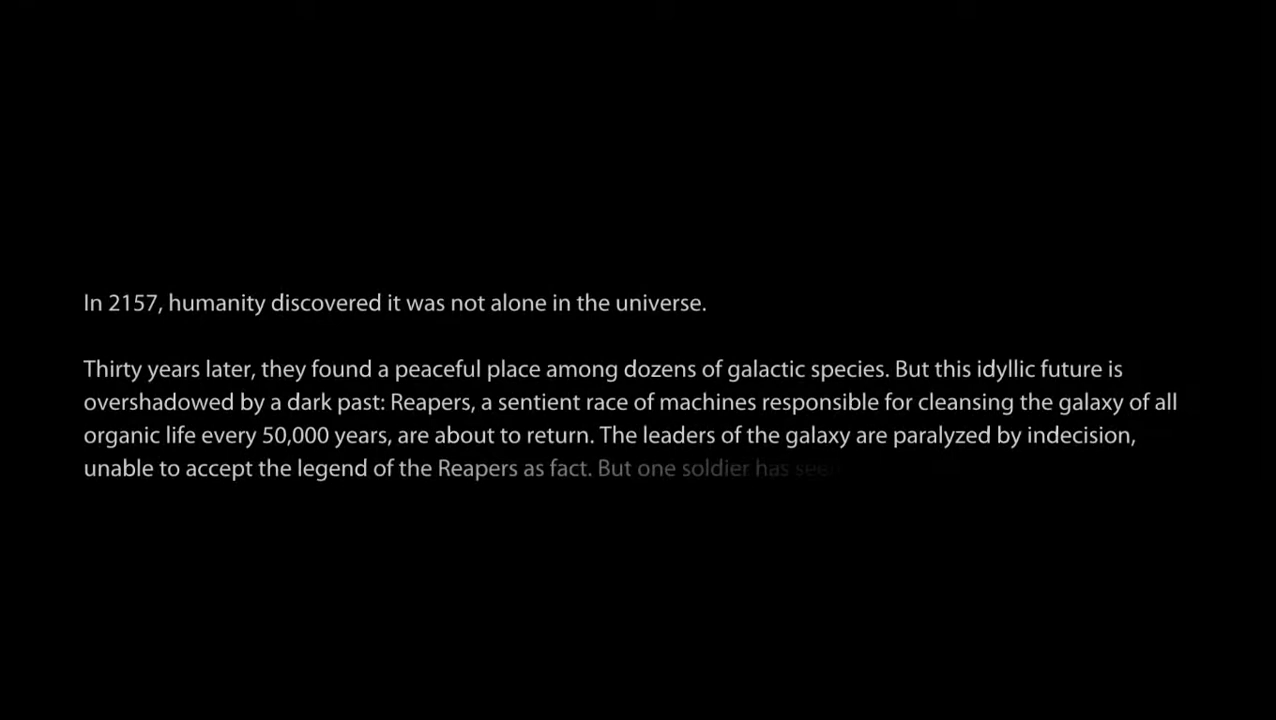 In 2157, humanity discovered it was not alone in the universe.
Thirty years later, they found a peaceful place among dozens of galactic species. But this idyllic future is
overshadowed by a dark past: Reapers, a sentient race of machines responsible for cleansing the galaxy of all
organic life every 50,000 years, are about to return. The leaders of the galaxy are paralyzed by indecision,
unable to accept the legend of the Reapers as fact. But one soldier has